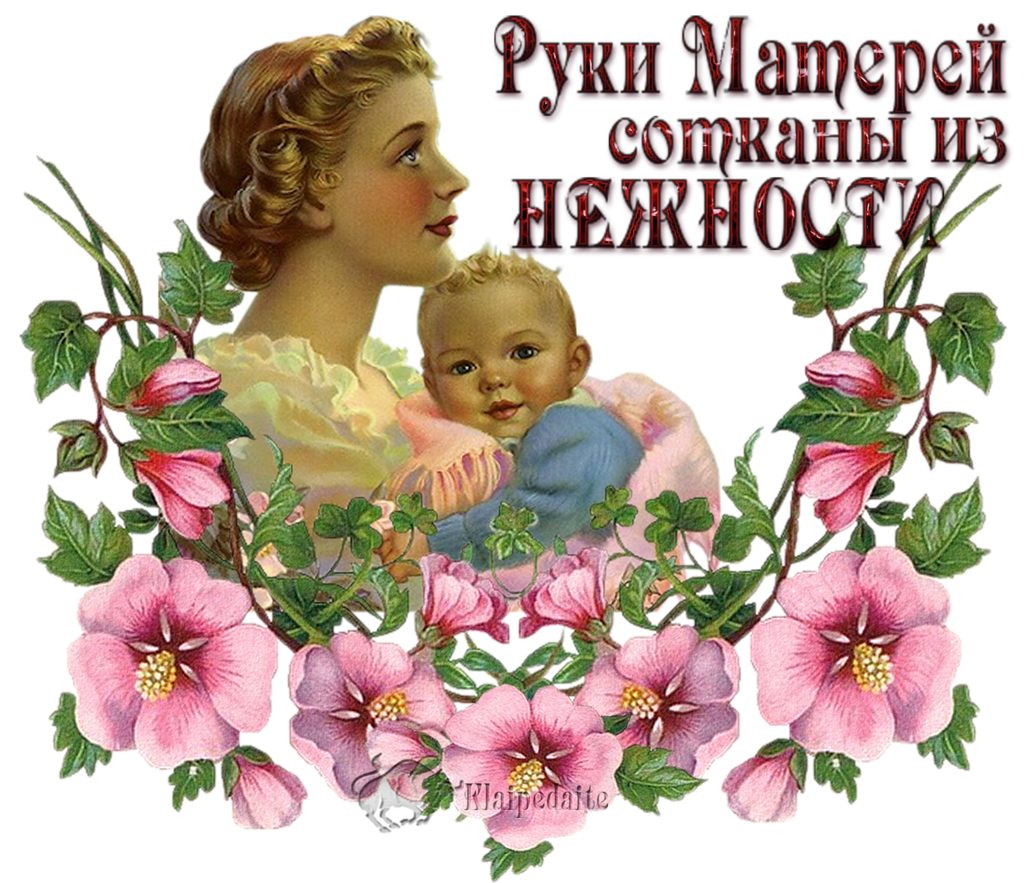 Руки Матерей
сотканы из
НЕЖНОСТИ
Klaipedaite